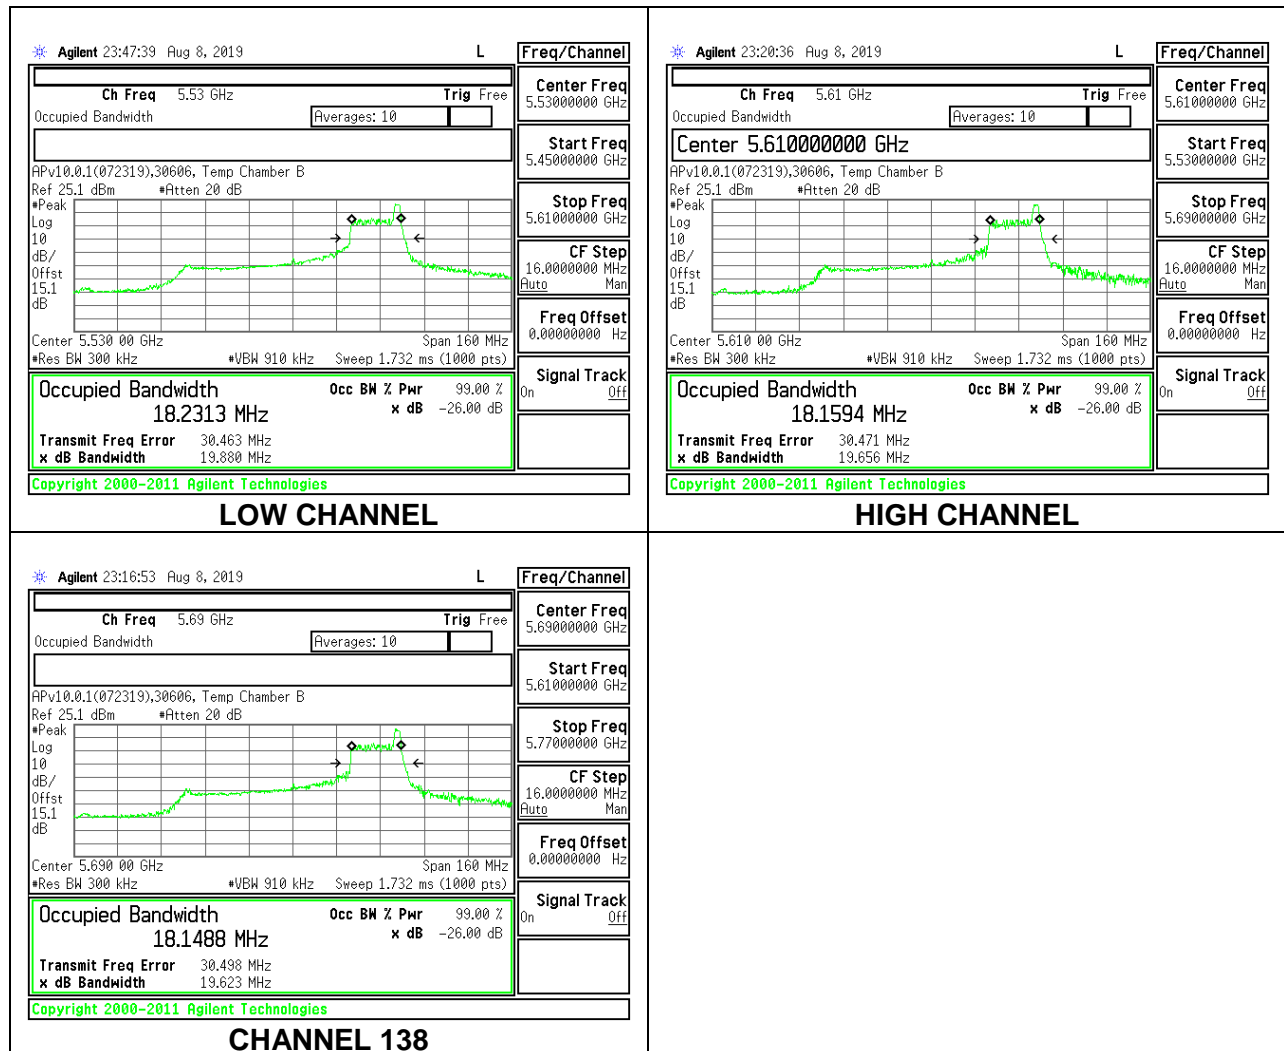 Agilent 23:47:39 Aug 8, 2019 L
Freq/Channel
Ch Freq 5.53 GHz Trig Free
Occupied Bandwidth Averages: 10
APv10.0.1(072319),30606, Temp Chamber B
Ref 25.1 dBm #Atten 20 dB
#Peak
Log
10
dB/
Offst
15.1
dB
Center 5.530 00 GHz Span 160 MHz
#Res BW 300 kHz #VBW 910 kHz Sweep 1.732 ms (1000 pts)
Occupied Bandwidth Occ BW % Pwr 99.00 %
18.2313 MHz x dB -26.00 dB
Transmit Freq Error 30.463 MHz
x dB Bandwidth 19.880 MHz
Copyright 2000-2011 Agilent Technologies
Center Freq
5.53000000 GHz
Start Freq
5.45000000 GHz
Stop Freq
5.61000000 GHz
CF Step
16.0000000 MHz
Auto Man
Freq Offset
0.00000000 Hz
Signal Track
On Off
LOW CHANNEL
Agilent 23:20:36 Aug 8, 2019 L
Freq/Channel
Ch Freq 5.61 GHz Trig Free
Occupied Bandwidth Averages: 10
Center 5.610000000 GHz
APv10.0.1(072319),30606, Temp Chamber B
Ref 25.1 dBm #Atten 20 dB
#Peak
Log
10
dB/
Offst
15.1
dB
Center 5.610 00 GHz Span 160 MHz
#Res BW 300 kHz #VBW 910 kHz Sweep 1.732 ms (1000 pts)
Occupied Bandwidth Occ BW % Pwr 99.00 %
18.1594 MHz x dB -26.00 dB
Transmit Freq Error 30.471 MHz
x dB Bandwidth 19.656 MHz
Copyright 2000-2011 Agilent Technologies
Center Freq
5.61000000 GHz
Start Freq
5.53000000 GHz
Stop Freq
5.69000000 GHz
CF Step
16.0000000 MHz
Auto Man
Freq Offset
0.00000000 Hz
Signal Track
On Off
HIGH CHANNEL
Agilent 23:16:53 Aug 8, 2019 L
Freq/Channel
Ch Freq 5.69 GHz Trig Free
Occupied Bandwidth Averages: 10
APv10.0.1(072319),30606, Temp Chamber B
Ref 25.1 dBm #Atten 20 dB
#Peak
Log
10
dB/
Offst
15.1
dB
Center 5.690 00 GHz Span 160 MHz
#Res BW 300 kHz #VBW 910 kHz Sweep 1.732 ms (1000 pts)
Occupied Bandwidth Occ BW % Pwr 99.00 %
18.1488 MHz x dB -26.00 dB
Transmit Freq Error 30.498 MHz
x dB Bandwidth 19.623 MHz
Copyright 2000-2011 Agilent Technologies
Center Freq
5.69000000 GHz
Start Freq
5.61000000 GHz
Stop Freq
5.77000000 GHz
CF Step
16.0000000 MHz
Auto Man
Freq Offset
0.00000000 Hz
Signal Track
On Off
CHANNEL 138